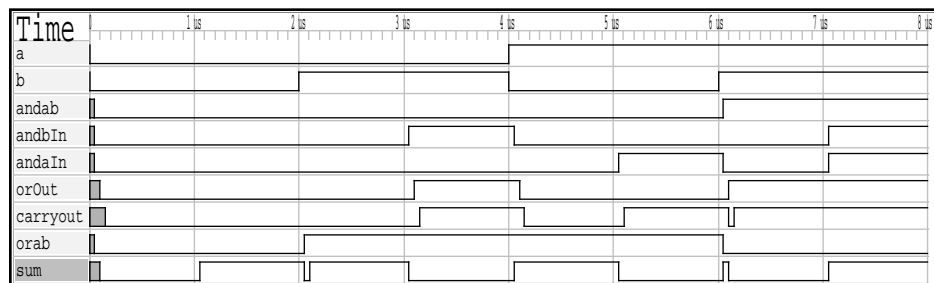 Time 0 1 us 2 us 3 us 4 us 5 us 6 us 7 us 8 us
a
b
andab
andbIn
andaIn
orOut
carryout
orab
sum